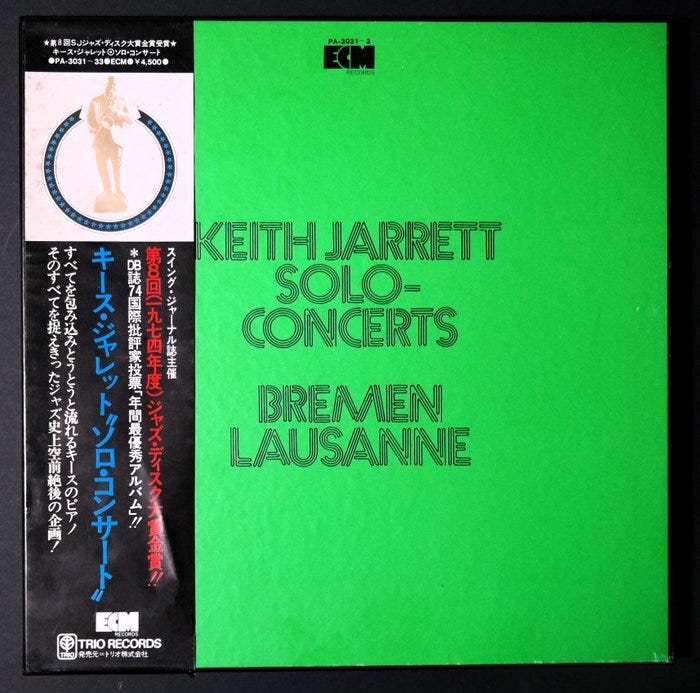 ★第8回SJジャズ・ディスク大賞金賞受賞★
キース・ジャレット⦿ソロ・コンサート
●PA-3031~33●ECM●￥4,500●
スイング・ジャーナル誌主催
第8回(一九七四年度)ジャズ・ディスク大賞金賞!!
*DB誌74国際批評家投票「年間最優秀アルバム」!!
キース・ジャレット"ソロ・コンサート"
すべてを包み込みとうとうと流れるキースのピアノ
そのすべてを捉えきったジャズ史上空前絶後の企画!
ECM
RECORDS
TRIO
TRIO RECORDS
発売元=トリオ株式会社
PA-3031~3
ECM
RECORDS
KEITH JARRETT
SOLO-
CONCERTS
BREMEN
LAUSANNE